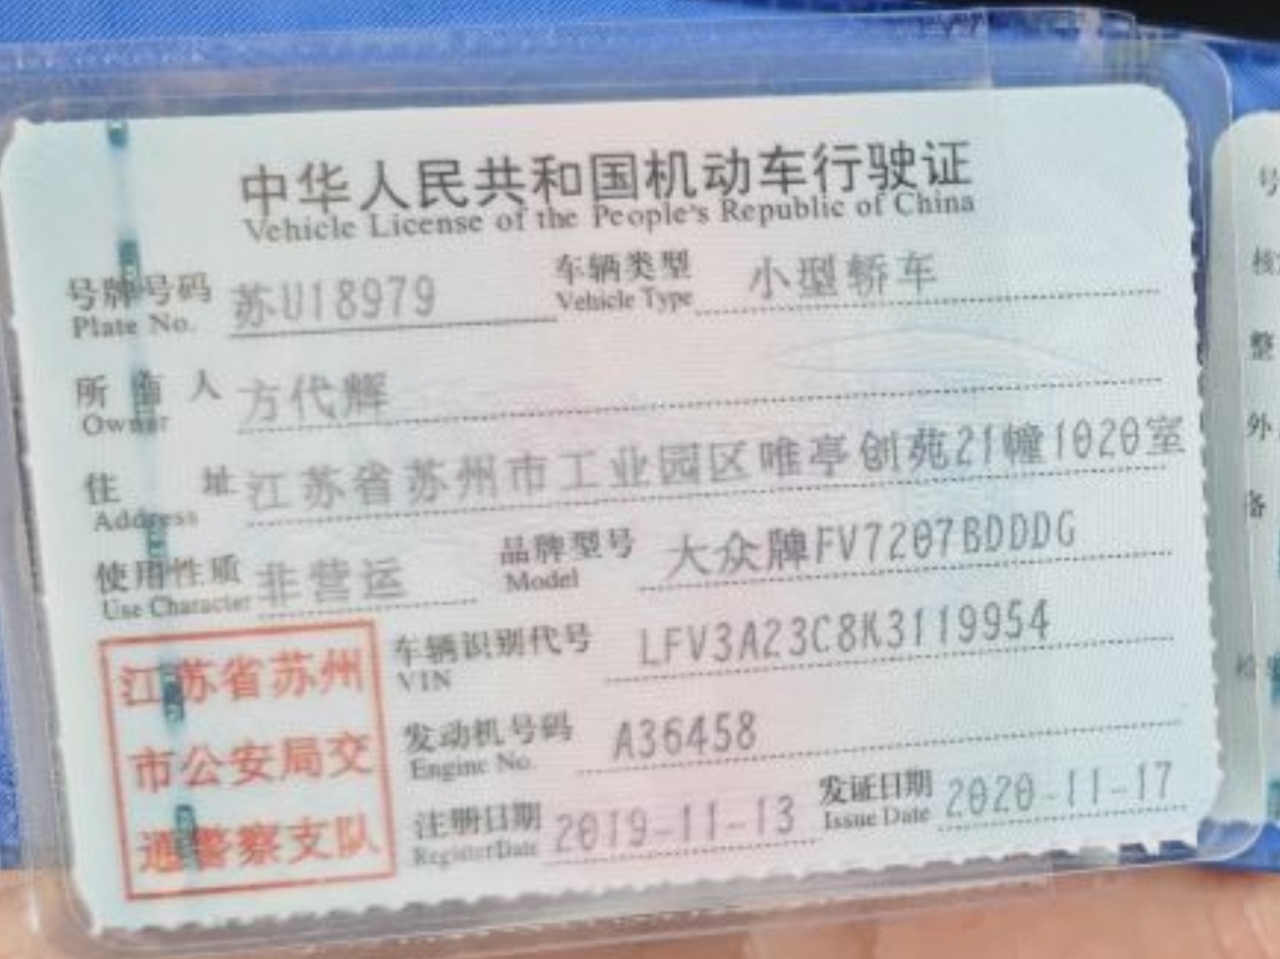 中华人民共和国机动车行驶证
Vehicle License of the People's Republic of China
号牌号码 苏U18979 车辆类型 小型轿车
Plate No. Vehicle Type
所有人 方代辉
Owner
住址 江苏省苏州市工业园区唯亭创苑21幢1020室
Address
使用性质 非营运 品牌型号 大众牌FV7207BDDDG
Use Character Model
江苏省苏州
市公安局交
通警察支队
车辆识别代号 LFV3A23C8K3119954
VIN
发动机号码 A36458
Engine No.
注册日期 2019-11-13 发证日期 2020-11-17
Register Date Issue Date
号
核
整
外
备
检